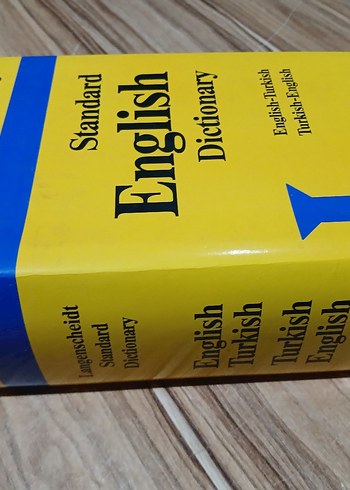 Standard
English
Dictionary
English-Turkish
Turkish-English
Langenscheidt
Standard
Dictionary
English
Turkish
Turkish
English